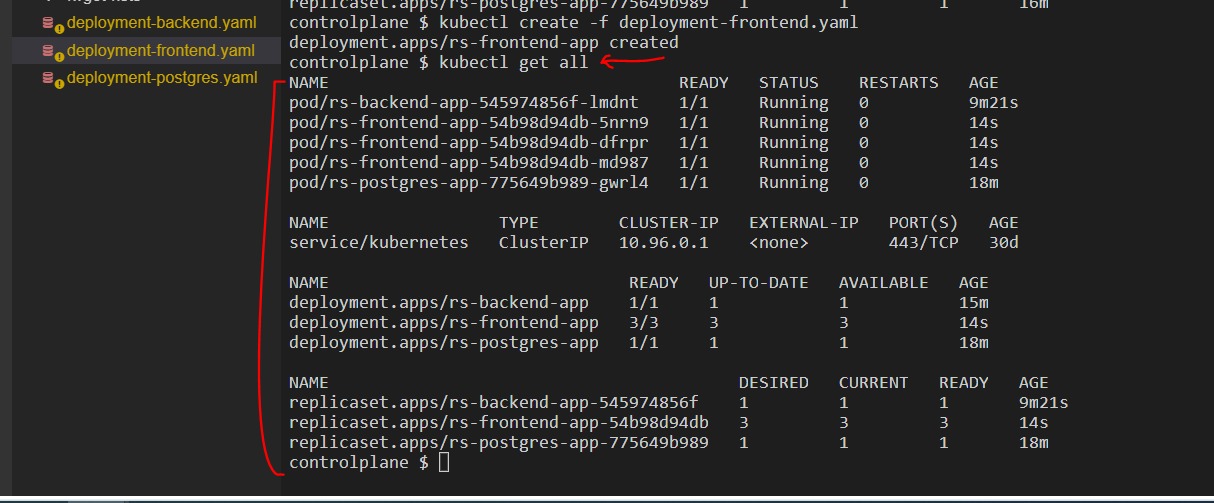 deployment-backend.yaml
deployment-frontend.yaml
deployment-postgres.yaml
replicaset.apps/rs-postgres-app-775649b989 1 1 1 16m
controlplane $ kubectl create -f deployment-frontend.yaml
deployment.apps/rs-frontend-app created
controlplane $ kubectl get all
NAME READY STATUS RESTARTS AGE
pod/rs-backend-app-545974856f-lmdnt 1/1 Running 0 9m21s
pod/rs-frontend-app-54b98d94db-5nrn9 1/1 Running 0 14s
pod/rs-frontend-app-54b98d94db-dfrpr 1/1 Running 0 14s
pod/rs-frontend-app-54b98d94db-md987 1/1 Running 0 14s
pod/rs-postgres-app-775649b989-gwrl4 1/1 Running 0 18m
NAME TYPE CLUSTER-IP EXTERNAL-IP PORT(S) AGE
service/kubernetes ClusterIP 10.96.0.1 <none> 443/TCP 30d
NAME READY UP-TO-DATE AVAILABLE AGE
deployment.apps/rs-backend-app 1/1 1 1 15m
deployment.apps/rs-frontend-app 3/3 3 3 14s
deployment.apps/rs-postgres-app 1/1 1 1 18m
NAME DESIRED CURRENT READY AGE
replicaset.apps/rs-backend-app-545974856f 1 1 1 9m21s
replicaset.apps/rs-frontend-app-54b98d94db 3 3 3 14s
replicaset.apps/rs-postgres-app-775649b989 1 1 1 18m
controlplane $